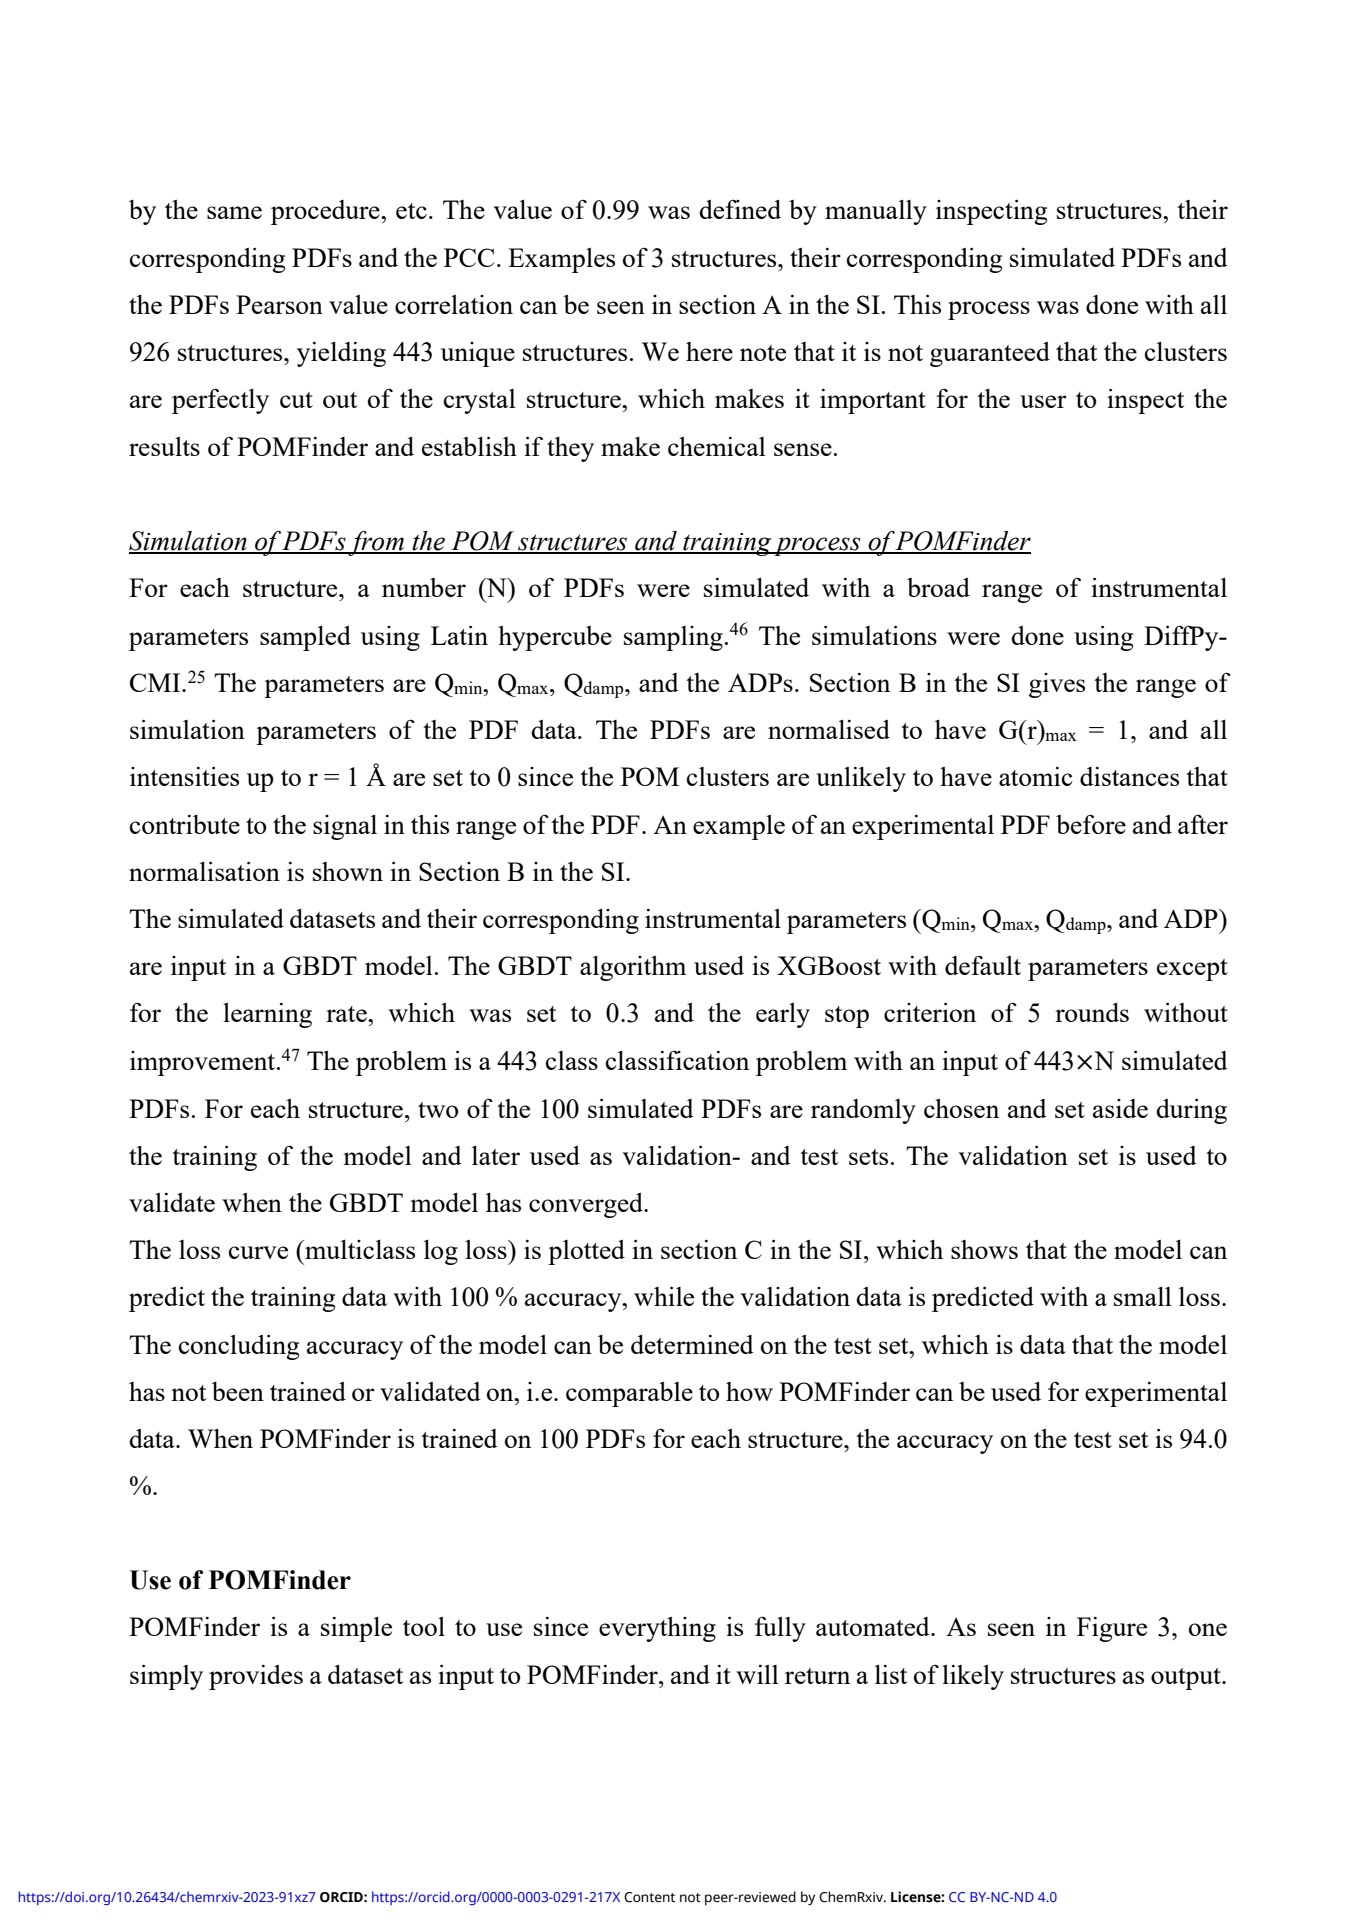 by the same procedure, etc. The value of 0.99 was defined by manually inspecting structures, their
corresponding PDFs and the PCC. Examples of 3 structures, their corresponding simulated PDFs and
the PDFs Pearson value correlation can be seen in section A in the SI. This process was done with all
926 structures, yielding 443 unique structures. We here note that it is not guaranteed that the clusters
are perfectly cut out of the crystal structure, which makes it important for the user to inspect the
results of POMFinder and establish if they make chemical sense.
Simulation of PDFs from the POM structures and training process of POMFinder
For each structure, a number (N) of PDFs were simulated with a broad range of instrumental
parameters sampled using Latin hypercube sampling.46 The simulations were done using DiffPy-
CMI.25 The parameters are Qmin, Qmax, Qdamp, and the ADPs. Section B in the SI gives the range of
simulation parameters of the PDF data. The PDFs are normalised to have G(r)max = 1, and all
intensities up to r = 1 Å are set to 0 since the POM clusters are unlikely to have atomic distances that
contribute to the signal in this range of the PDF. An example of an experimental PDF before and after
normalisation is shown in Section B in the SI.
The simulated datasets and their corresponding instrumental parameters (Qmin, Qmax, Qdamp, and ADP)
are input in a GBDT model. The GBDT algorithm used is XGBoost with default parameters except
for the learning rate, which was set to 0.3 and the early stop criterion of 5 rounds without
improvement.47 The problem is a 443 class classification problem with an input of 443×N simulated
PDFs. For each structure, two of the 100 simulated PDFs are randomly chosen and set aside during
the training of the model and later used as validation- and test sets. The validation set is used to
validate when the GBDT model has converged.
The loss curve (multiclass log loss) is plotted in section C in the SI, which shows that the model can
predict the training data with 100 % accuracy, while the validation data is predicted with a small loss.
The concluding accuracy of the model can be determined on the test set, which is data that the model
has not been trained or validated on, i.e. comparable to how POMFinder can be used for experimental
data. When POMFinder is trained on 100 PDFs for each structure, the accuracy on the test set is 94.0
%.
Use of POMFinder
POMFinder is a simple tool to use since everything is fully automated. As seen in Figure 3, one
simply provides a dataset as input to POMFinder, and it will return a list of likely structures as output.
https://doi.org/10.26434/chemrxiv-2023-91xz7 ORCID: https://orcid.org/0000-0003-0291-217X Content not peer-reviewed by ChemRxiv. License: CC BY-NC-ND 4.0